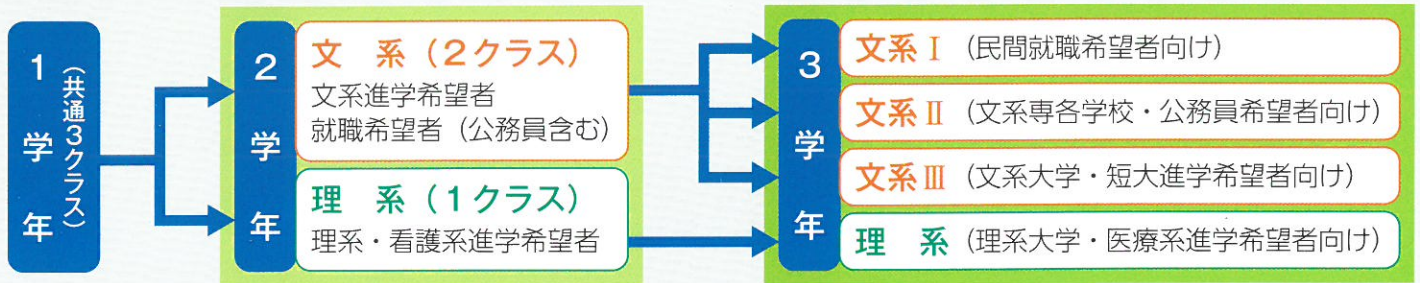 1学年
(共通3クラス)
2学年
文 系(2クラス)
文系進学希望者
就職希望者(公務員含む)
理 系(1クラス)
理系・看護系進学希望者
3学年
文系Ⅰ(民間就職希望者向け)
文系Ⅱ(文系専各学校・公務員希望者向け)
文系Ⅲ(文系大学・短大進学希望者向け)
理 系(理系大学・医療系進学希望者向け)